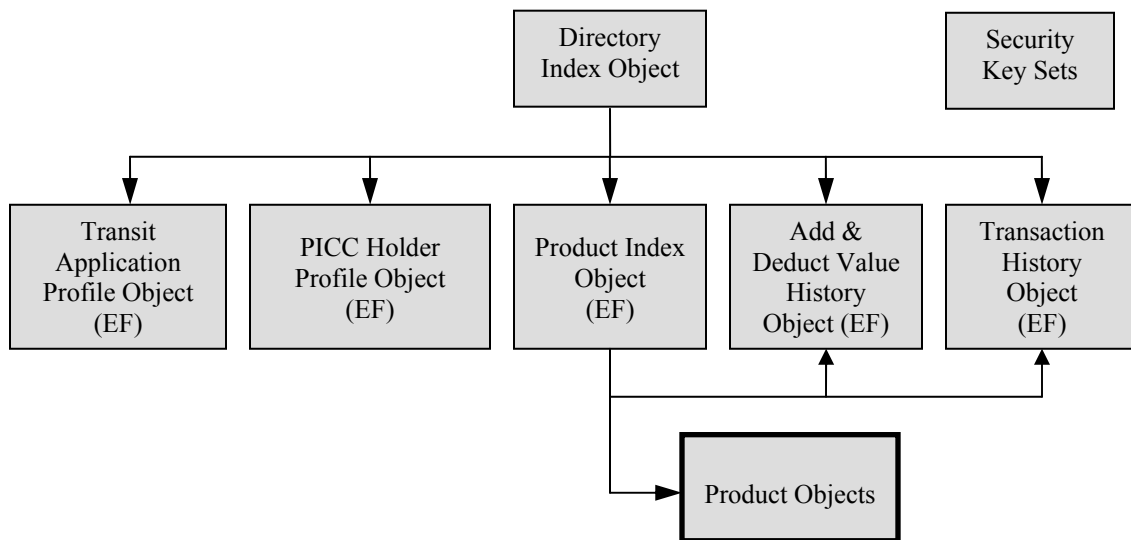 Directory
Index Object
Security
Key Sets
Transit
Application
Profile Object
(EF)
PICC Holder
Profile Object
(EF)
Product Index
Object
(EF)
Add &
Deduct Value
History
Object (EF)
Transaction
History
Object
(EF)
Product Objects